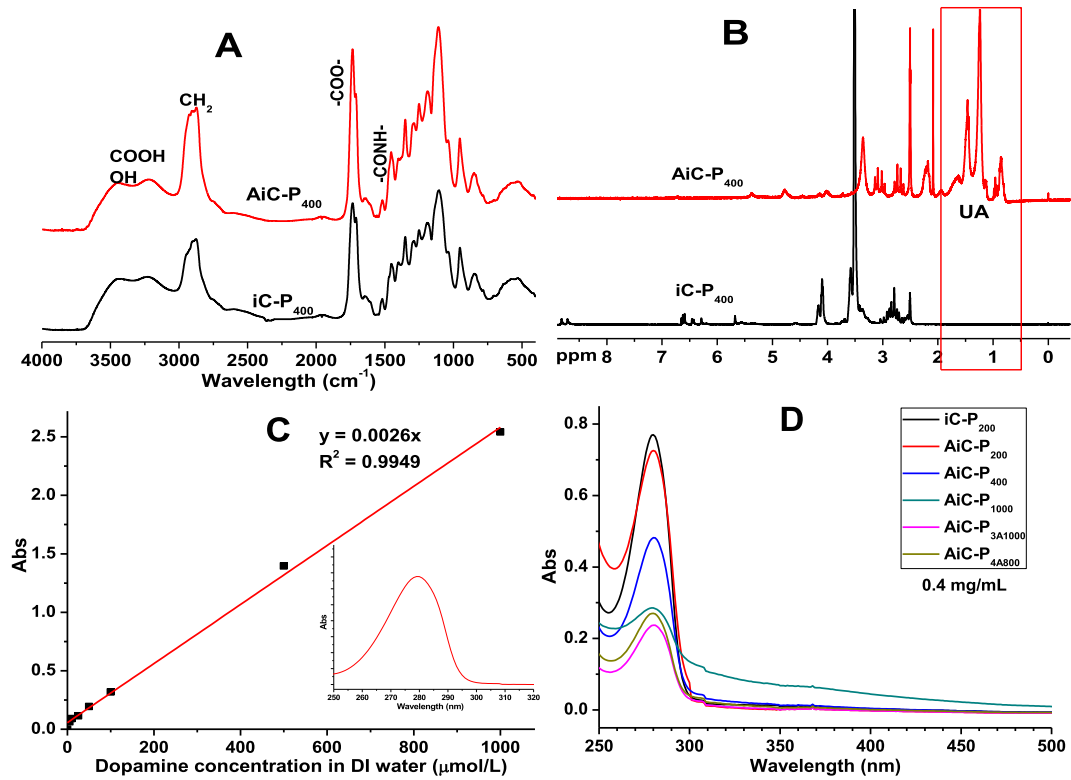 A
-COO-
CH2
-CONH-
COOH
OH
AiC-P400
iC-P400
4000 3500 3000 2500 2000 1500 1000 500
Wavelength (cm-1)
B
AiC-P400
UA
iC-P400
ppm 8 7 6 5 4 3 2 1 0
C
y = 0.0026x
R2 = 0.9949
Abs
2.5
2.0
1.5
1.0
0.5
0.0
0 200 400 600 800 1000
Dopamine concentration in DI water (μmol/L)
Abs
250 260 270 280 290 300 310 320
Wavelength (nm)
D
iC-P200
AiC-P200
AiC-P400
AiC-P1000
AiC-P3A1000
AiC-P4A800
0.4 mg/mL
Abs
0.8
0.6
0.4
0.2
0.0
250 300 350 400 450 500
Wavelength (nm)